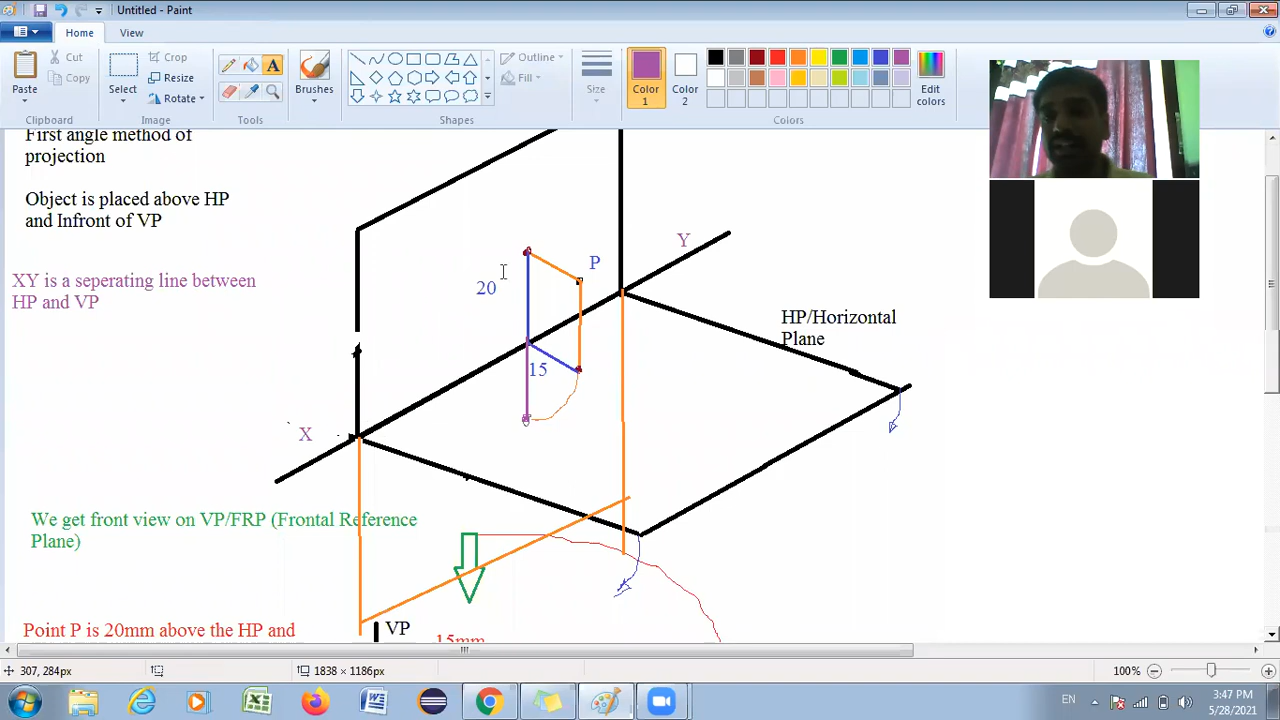 Untitled - Paint
Home
View
Paste
Cut
Copy
Clipboard
Select
Crop
Resize
Rotate
Image
Tools
Brushes
Outline
Fill
Shapes
Size
Color
1
Color
2
Edit
colors
Colors
First angle method of
projection
Object is placed above HP
and Infront of VP
XY is a seperating line between
HP and VP
Y
P
20
15
X
HP/Horizontal
Plane
We get front view on VP/FRP (Frontal Reference
Plane)
Point P is 20mm above the HP and
VP
15mm
307, 284px
1838 × 1186px
100%
EN
3:47 PM
5/28/2021